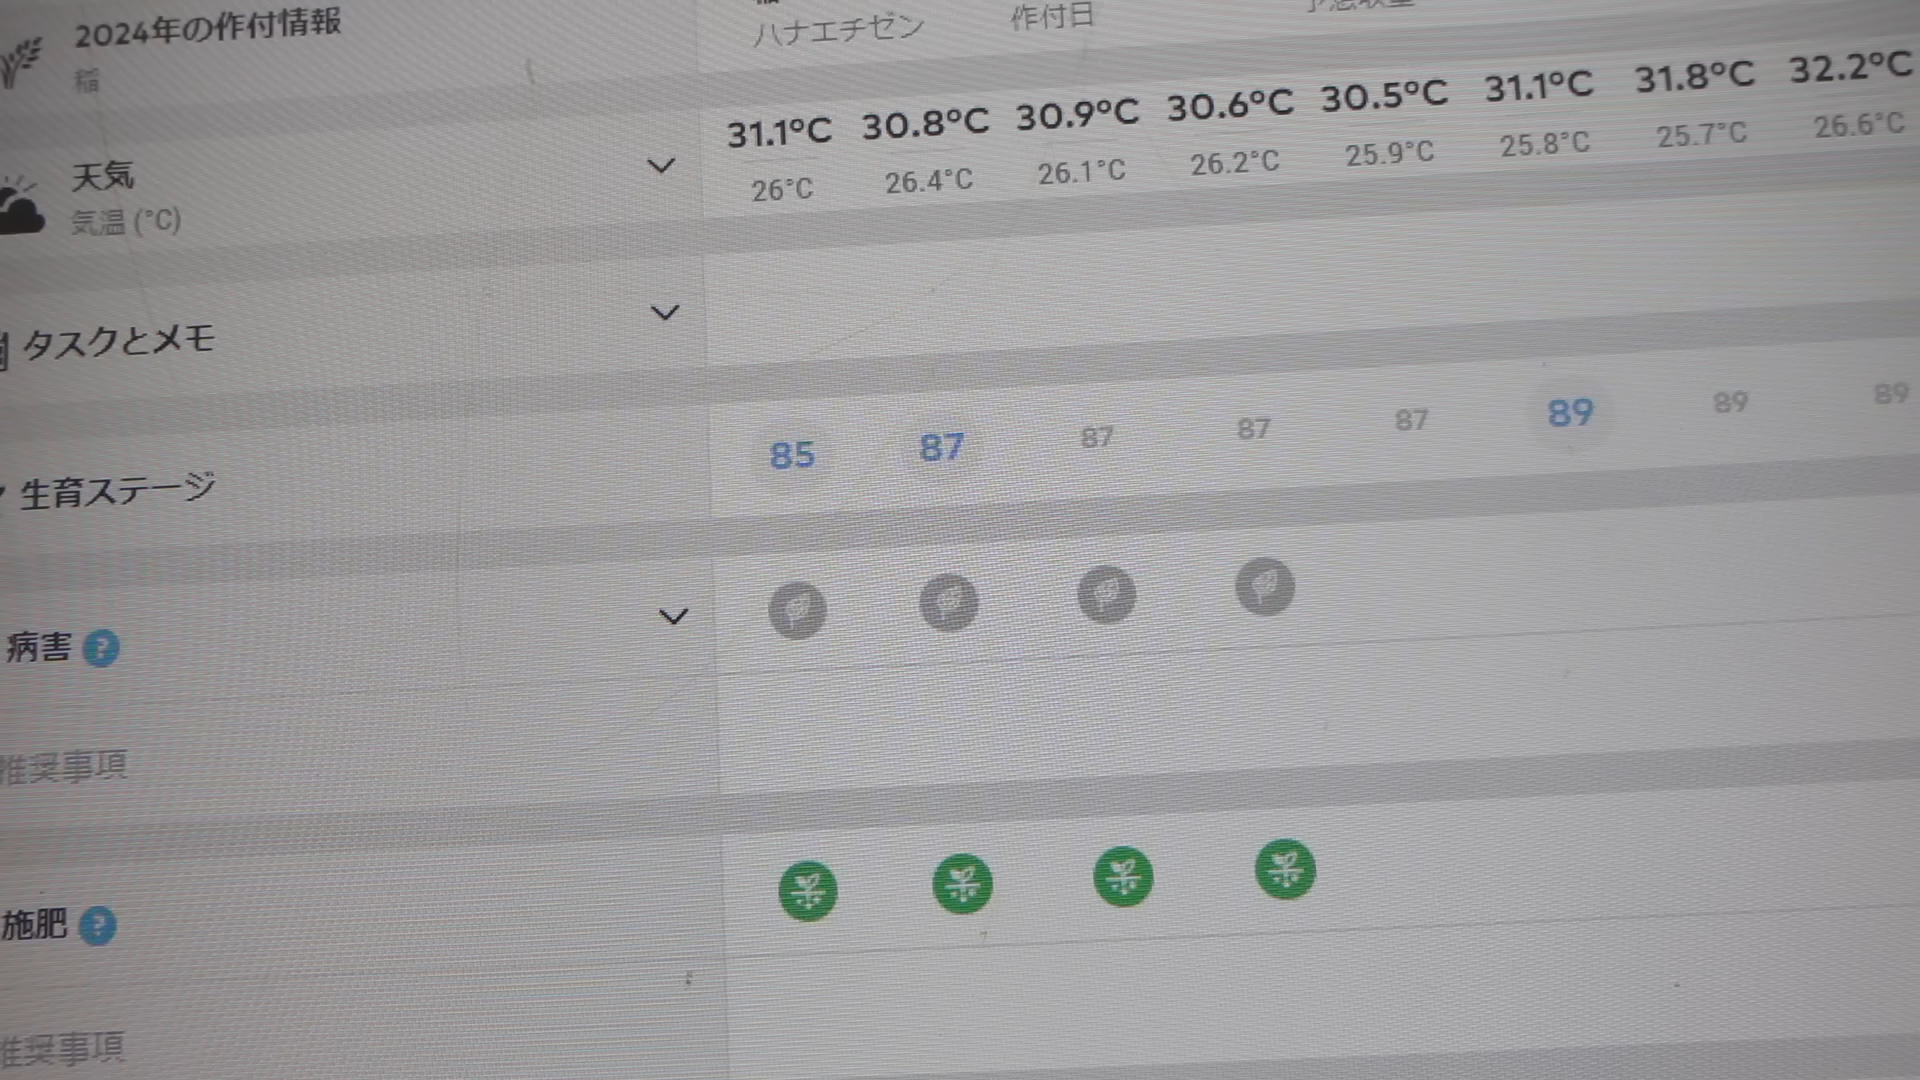 2024年の作付情報
稲
ハナエチゼン
作付日
天気
気温 (°C)
31.1°C 30.8°C 30.9°C 30.6°C 30.5°C 31.1°C 31.8°C 32.2°C
26°C 26.4°C 26.1°C 26.2°C 25.9°C 25.8°C 25.7°C 26.6°C
タスクとメモ
生育ステージ
85 87 87 87 87 89 89 89
病害 ?
推奨事項
施肥 ?
推奨事項